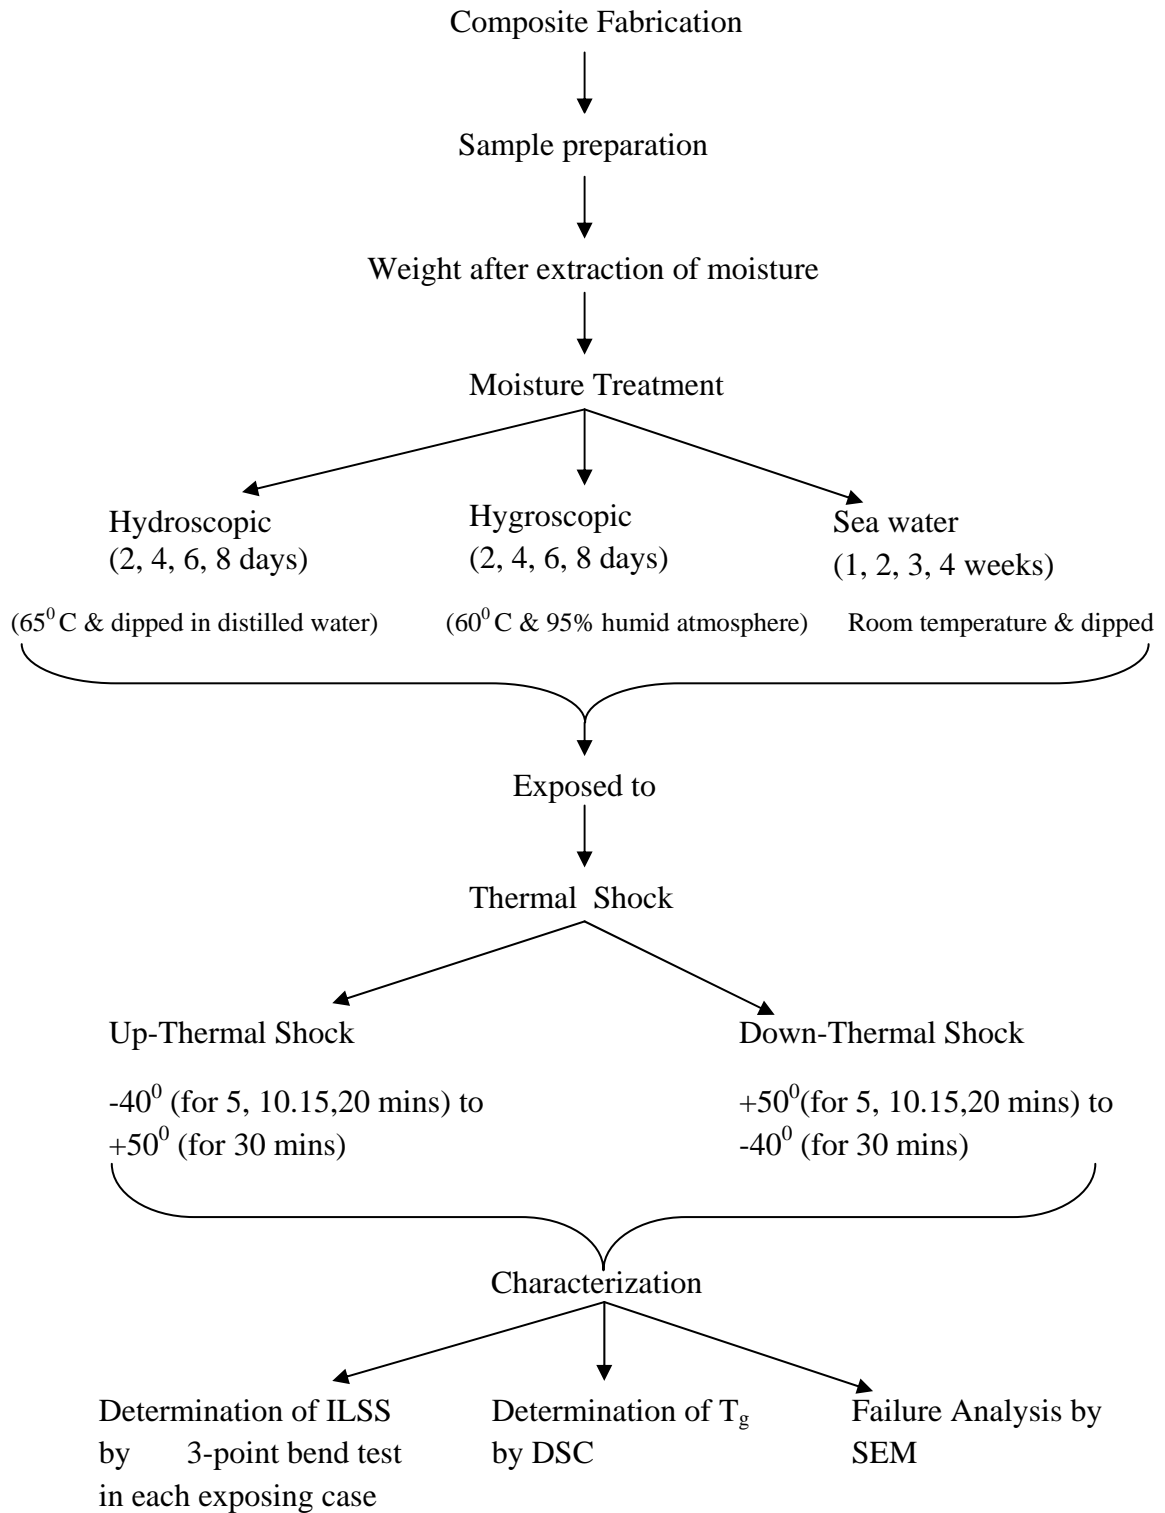 Composite Fabrication
Sample preparation
Weight after extraction of moisture
Moisture Treatment
Hydroscopic
(2, 4, 6, 8 days)
(65⁰ C & dipped in distilled water)
Hygroscopic
(2, 4, 6, 8 days)
(60⁰ C & 95% humid atmosphere)
Sea water
(1, 2, 3, 4 weeks)
Room temperature & dipped
Exposed to
Thermal Shock
Up-Thermal Shock
-40⁰ (for 5, 10.15,20 mins) to
+50⁰ (for 30 mins)
Down-Thermal Shock
+50⁰(for 5, 10.15,20 mins) to
-40⁰ (for 30 mins)
Characterization
Determination of ILSS
by 3-point bend test
in each exposing case
Determination of Tg
by DSC
Failure Analysis by
SEM